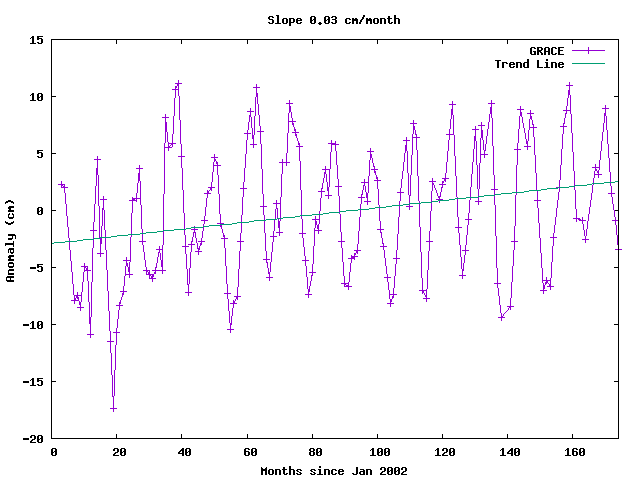 Slope 0.03 cm/month
GRACE
Trend Line
15
10
5
0
-5
-10
-15
-20
Anomaly (cm)
0 20 40 60 80 100 120 140 160
Months since Jan 2002